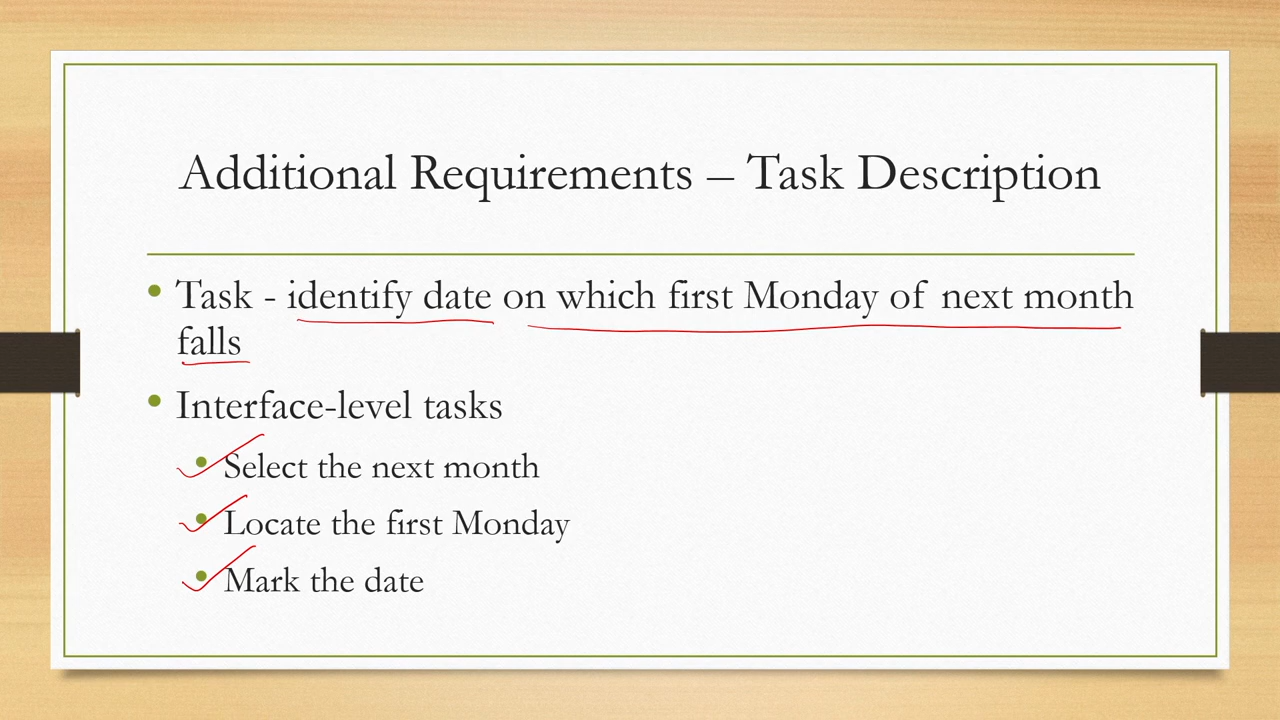 Additional Requirements – Task Description
• Task - identify date on which first Monday of next month
falls
• Interface-level tasks
• Select the next month
• Locate the first Monday
• Mark the date